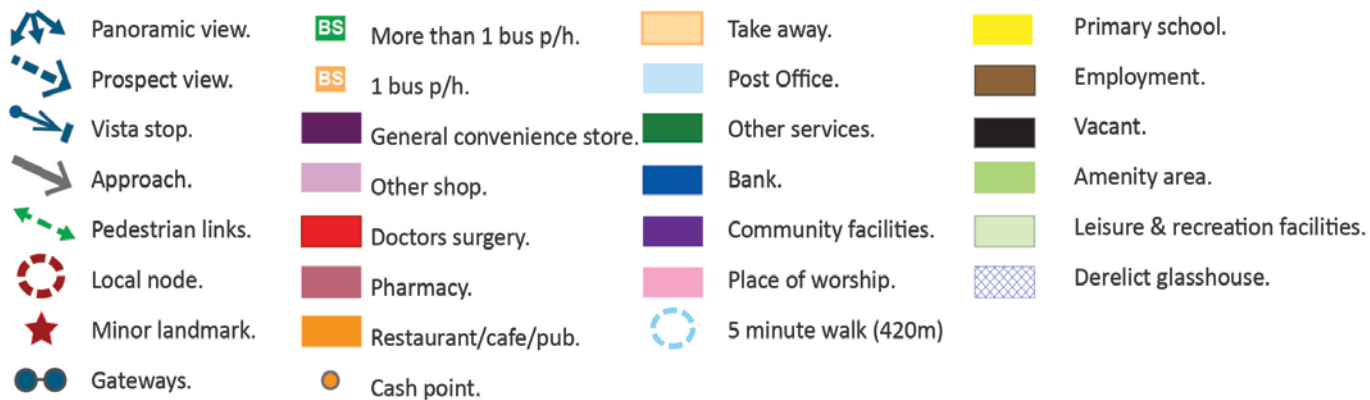 Panoramic view.
Prospect view.
Vista stop.
Approach.
Pedestrian links.
Local node.
Minor landmark.
Gateways.
BS More than 1 bus p/h.
BS 1 bus p/h.
General convenience store.
Other shop.
Doctors surgery.
Pharmacy.
Restaurant/cafe/pub.
Cash point.
Take away.
Post Office.
Other services.
Bank.
Community facilities.
Place of worship.
5 minute walk (420m)
Primary school.
Employment.
Vacant.
Amenity area.
Leisure & recreation facilities.
Derelict glasshouse.